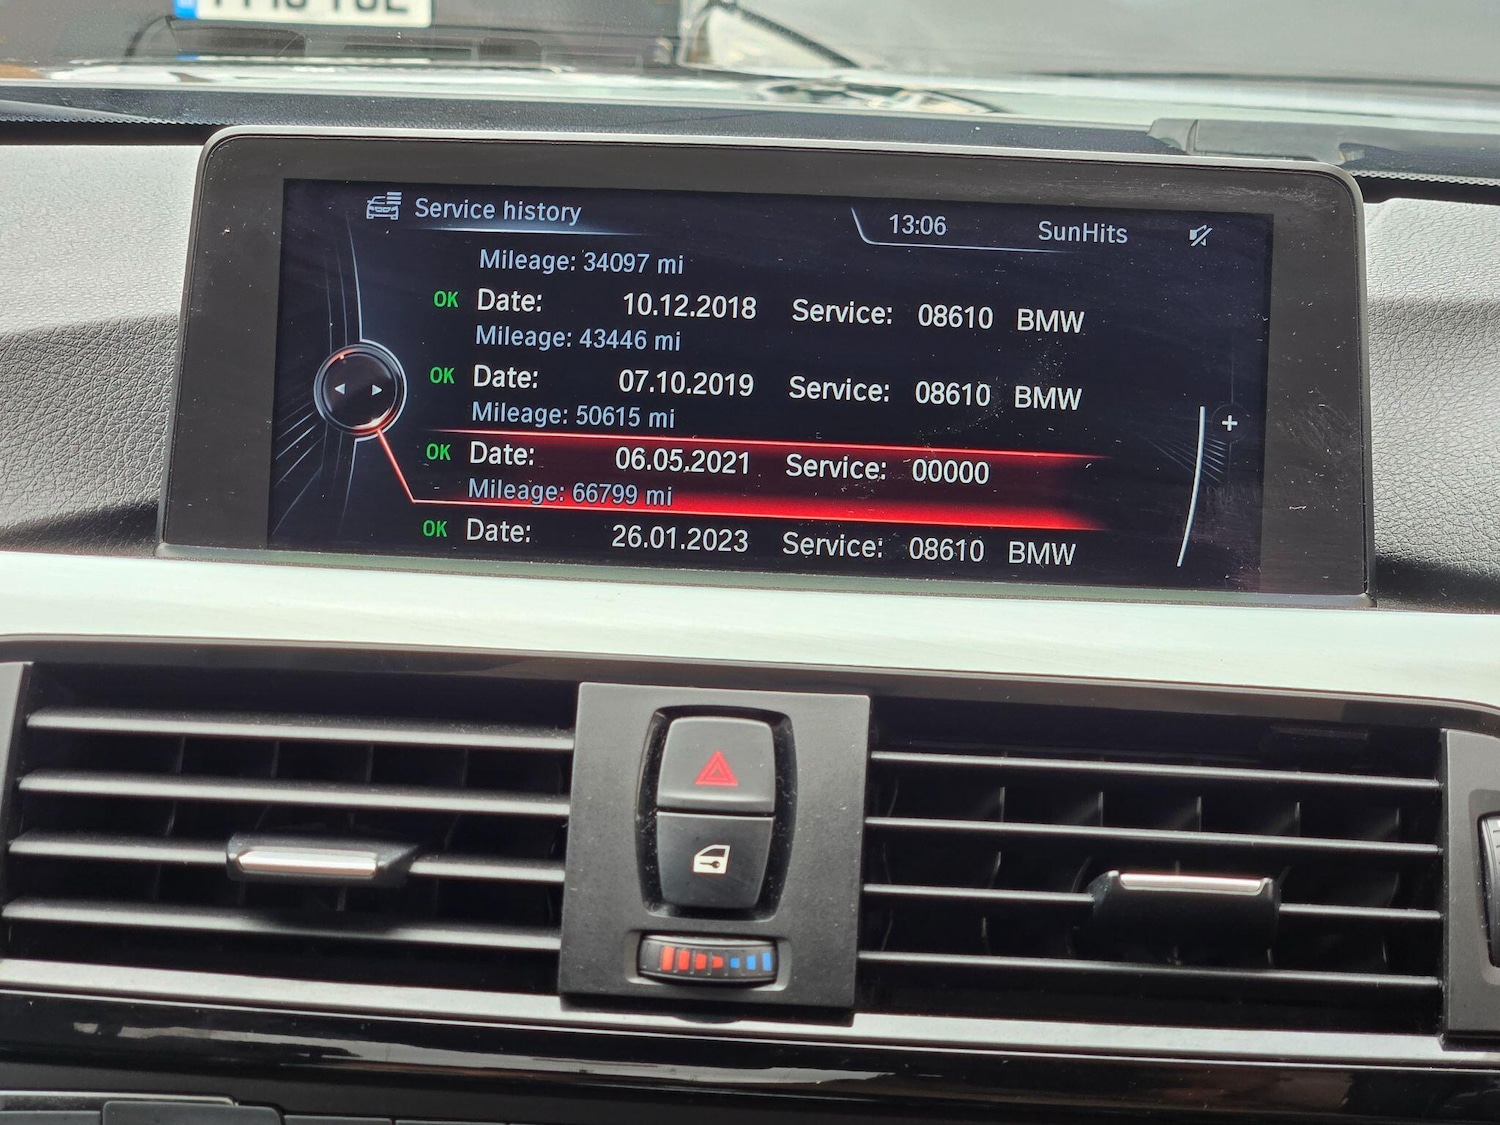 Service history 13:06 SunHits
Mileage: 34097 mi
OK Date: 10.12.2018 Service: 08610 BMW
Mileage: 43446 mi
OK Date: 07.10.2019 Service: 08610 BMW
Mileage: 50615 mi
+
OK Date: 06.05.2021 Service: 00000
Mileage: 66799 mi
OK Date: 26.01.2023 Service: 08610 BMW